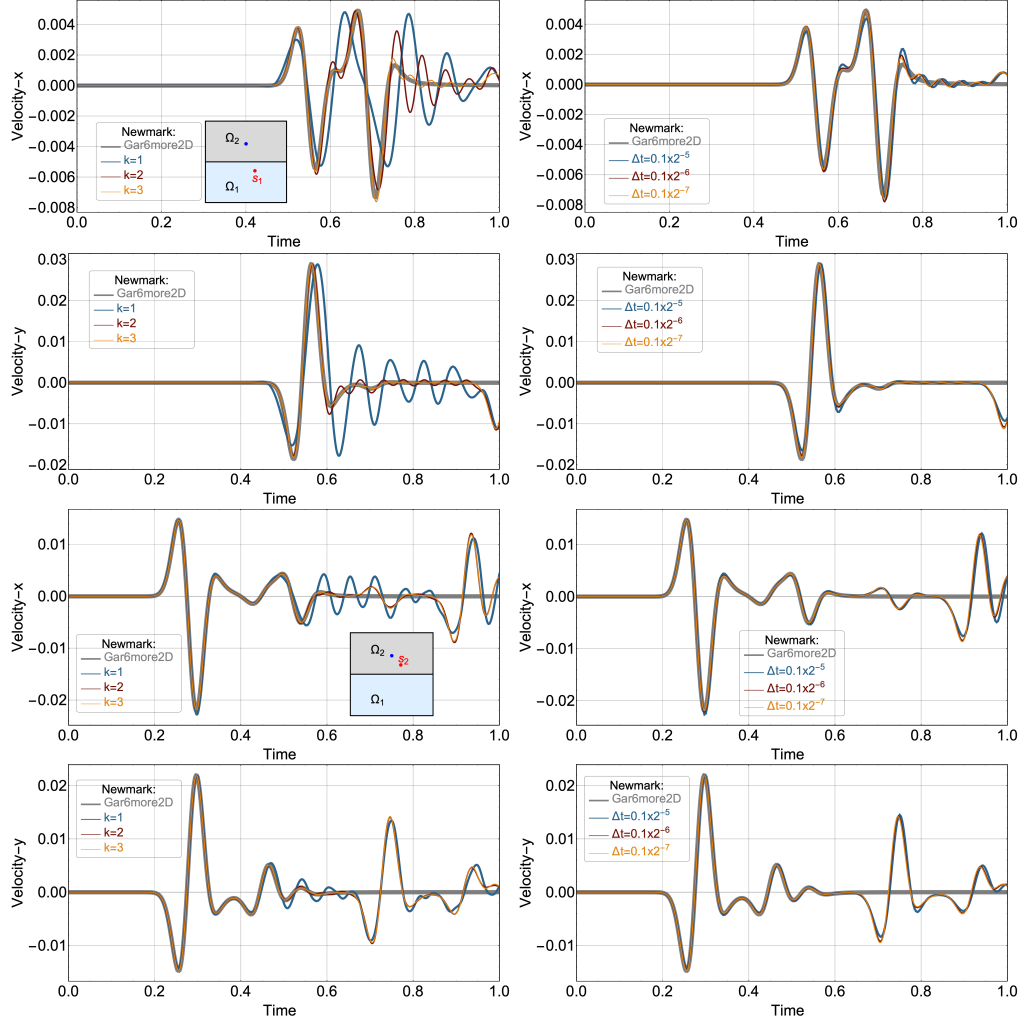 0.004
0.002
0.000
−0.002
−0.004
−0.006
−0.008
Velocity-x
Newmark:
Gar6more2D
k=1
k=2
k=3
Ω₂
s₁
Ω₁
0.0 0.2 0.4 0.6 0.8 1.0
Time
0.004
0.002
0.000
−0.002
−0.004
−0.006
−0.008
Velocity-x
Newmark:
Gar6more2D
Δt=0.1x2⁻⁵
Δt=0.1x2⁻⁶
Δt=0.1x2⁻⁷
0.0 0.2 0.4 0.6 0.8 1.0
Time
0.03
0.02
0.01
0.00
−0.01
−0.02
Velocity-y
Newmark:
Gar6more2D
k=1
k=2
k=3
0.0 0.2 0.4 0.6 0.8 1.0
Time
0.03
0.02
0.01
0.00
−0.01
−0.02
Velocity-y
Newmark:
Gar6more2D
Δt=0.1x2⁻⁵
Δt=0.1x2⁻⁶
Δt=0.1x2⁻⁷
0.0 0.2 0.4 0.6 0.8 1.0
Time
0.01
0.00
−0.01
−0.02
Velocity-x
Newmark:
Gar6more2D
k=1
k=2
k=3
Ω₂
s₂
Ω₁
0.0 0.2 0.4 0.6 0.8 1.0
Time
0.01
0.00
−0.01
−0.02
Velocity-x
Newmark:
Gar6more2D
Δt=0.1x2⁻⁵
Δt=0.1x2⁻⁶
Δt=0.1x2⁻⁷
0.0 0.2 0.4 0.6 0.8 1.0
Time
0.02
0.01
0.00
−0.01
Velocity-y
Newmark:
Gar6more2D
k=1
k=2
k=3
0.0 0.2 0.4 0.6 0.8 1.0
Time
0.02
0.01
0.00
−0.01
Velocity-y
Newmark:
Gar6more2D
Δt=0.1x2⁻⁵
Δt=0.1x2⁻⁶
Δt=0.1x2⁻⁷
0.0 0.2 0.4 0.6 0.8 1.0
Time